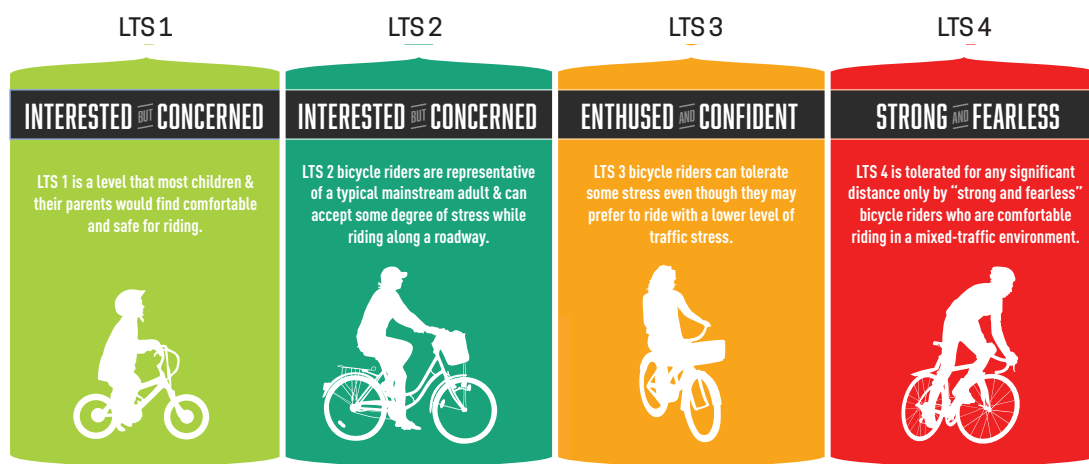 LTS 1
INTERESTED BUT CONCERNED
LTS 1 is a level that most children &
their parents would find comfortable
and safe for riding.
LTS 2
INTERESTED BUT CONCERNED
LTS 2 bicycle riders are representative
of a typical mainstream adult & can
accept some degree of stress while
riding along a roadway.
LTS 3
ENTHUSED AND CONFIDENT
LTS 3 bicycle riders can tolerate
some stress even though they may
prefer to ride with a lower level of
traffic stress.
LTS 4
STRONG AND FEARLESS
LTS 4 is tolerated for any significant
distance only by “strong and fearless”
bicycle riders who are comfortable
riding in a mixed-traffic environment.